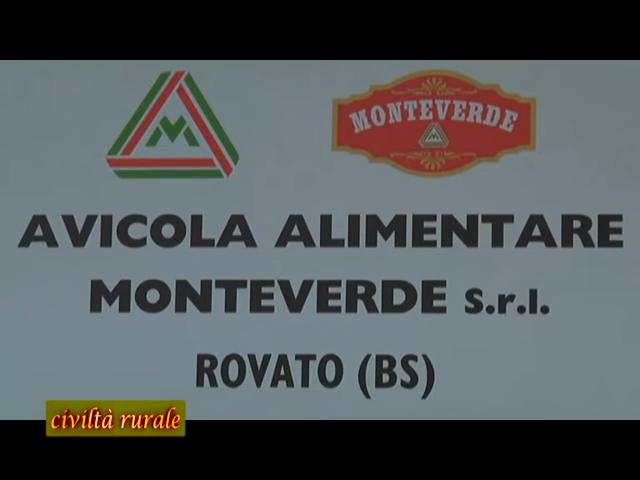 M
MONTEVERDE
AVICOLA ALIMENTARE
MONTEVERDE S.r.l.
ROVATO (BS)
civiltà rurale